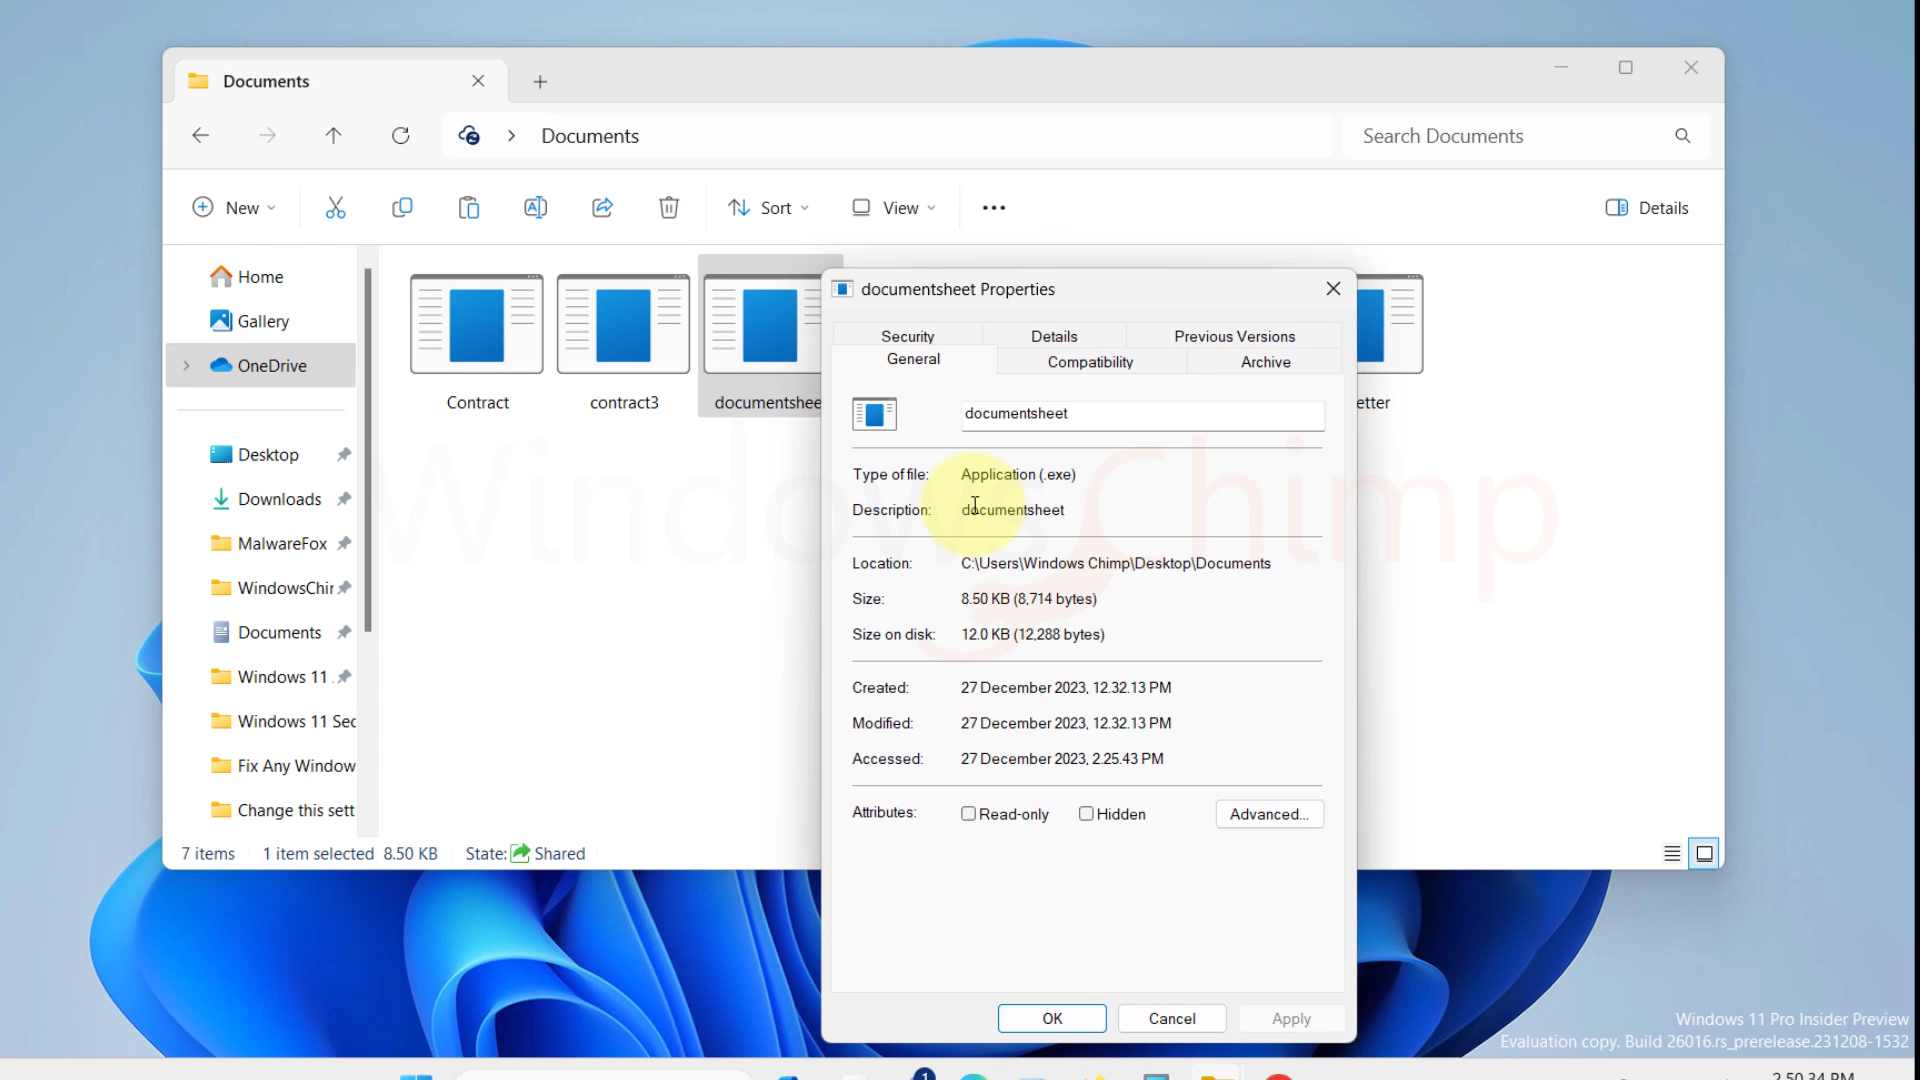 Documents
Documents
Search Documents
New
Sort
View
Details
Home
Gallery
OneDrive
Desktop
Downloads
MalwareFox
WindowsChir
Documents
Windows 11
Windows 11 Sec
Fix Any Window
Change this sett
Contract
contract3
documentshee
etter
documentsheet Properties
Security
Details
Previous Versions
General
Compatibility
Archive
documentsheet
Type of file: Application (.exe)
Description: documentsheet
Location: C:\Users\Windows Chimp\Desktop\Documents
Size: 8.50 KB (8,714 bytes)
Size on disk: 12.0 KB (12,288 bytes)
Created: 27 December 2023, 12.32.13 PM
Modified: 27 December 2023, 12.32.13 PM
Accessed: 27 December 2023, 2.25.43 PM
Attributes: Read-only Hidden Advanced...
OK Cancel Apply
7 items 1 item selected 8.50 KB State: Shared
Windows Chimp
Windows 11 Pro Insider Preview
Evaluation copy. Build 26016.rs_prerelease.231208-1532
1
2.50.34 PM